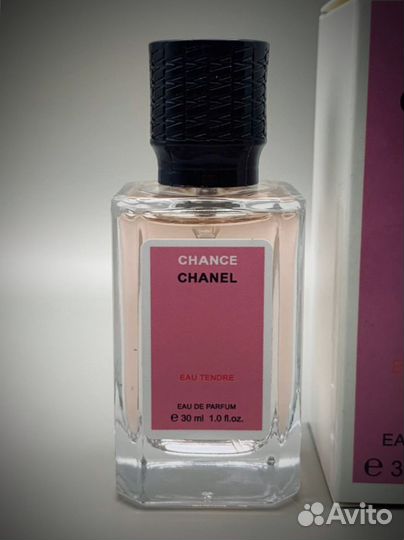 CHANCE
CHANEL
EAU TENDRE
EAU DE PARFUM
e 30 ml 1.0 fl.oz.
EA
e 3
Avito